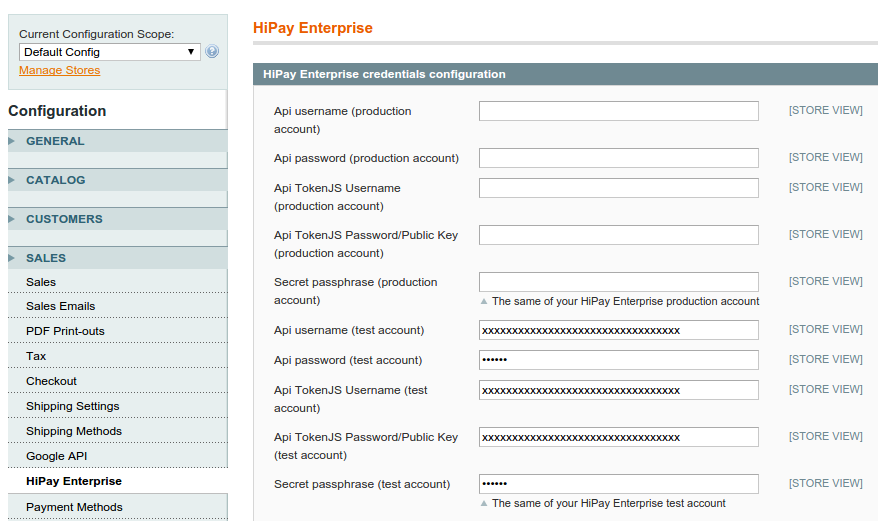 Current Configuration Scope:
Default Config
Manage Stores
Configuration
GENERAL
CATALOG
CUSTOMERS
SALES
Sales
Sales Emails
PDF Print-outs
Tax
Checkout
Shipping Settings
Shipping Methods
Google API
HiPay Enterprise
Payment Methods
HiPay Enterprise
HiPay Enterprise credentials configuration
Api username (production
account)
[STORE VIEW]
Api password (production account)
[STORE VIEW]
Api TokenJS Username
(production account)
[STORE VIEW]
Api TokenJS Password/Public Key
(production account)
[STORE VIEW]
Secret passphrase (production
account)
[STORE VIEW]
The same of your HiPay Enterprise production account
Api username (test account)
xxxxxxxxxxxxxxxxxxxxxxxxxxxxxxxxx
[STORE VIEW]
Api password (test account)
••••••
[STORE VIEW]
Api TokenJS Username (test
account)
xxxxxxxxxxxxxxxxxxxxxxxxxxxxxxxxx
[STORE VIEW]
Api TokenJS Password/Public Key
(test account)
xxxxxxxxxxxxxxxxxxxxxxxxxxxxxxxxx
[STORE VIEW]
Secret passphrase (test account)
••••••
[STORE VIEW]
The same of your HiPay Enterprise test account